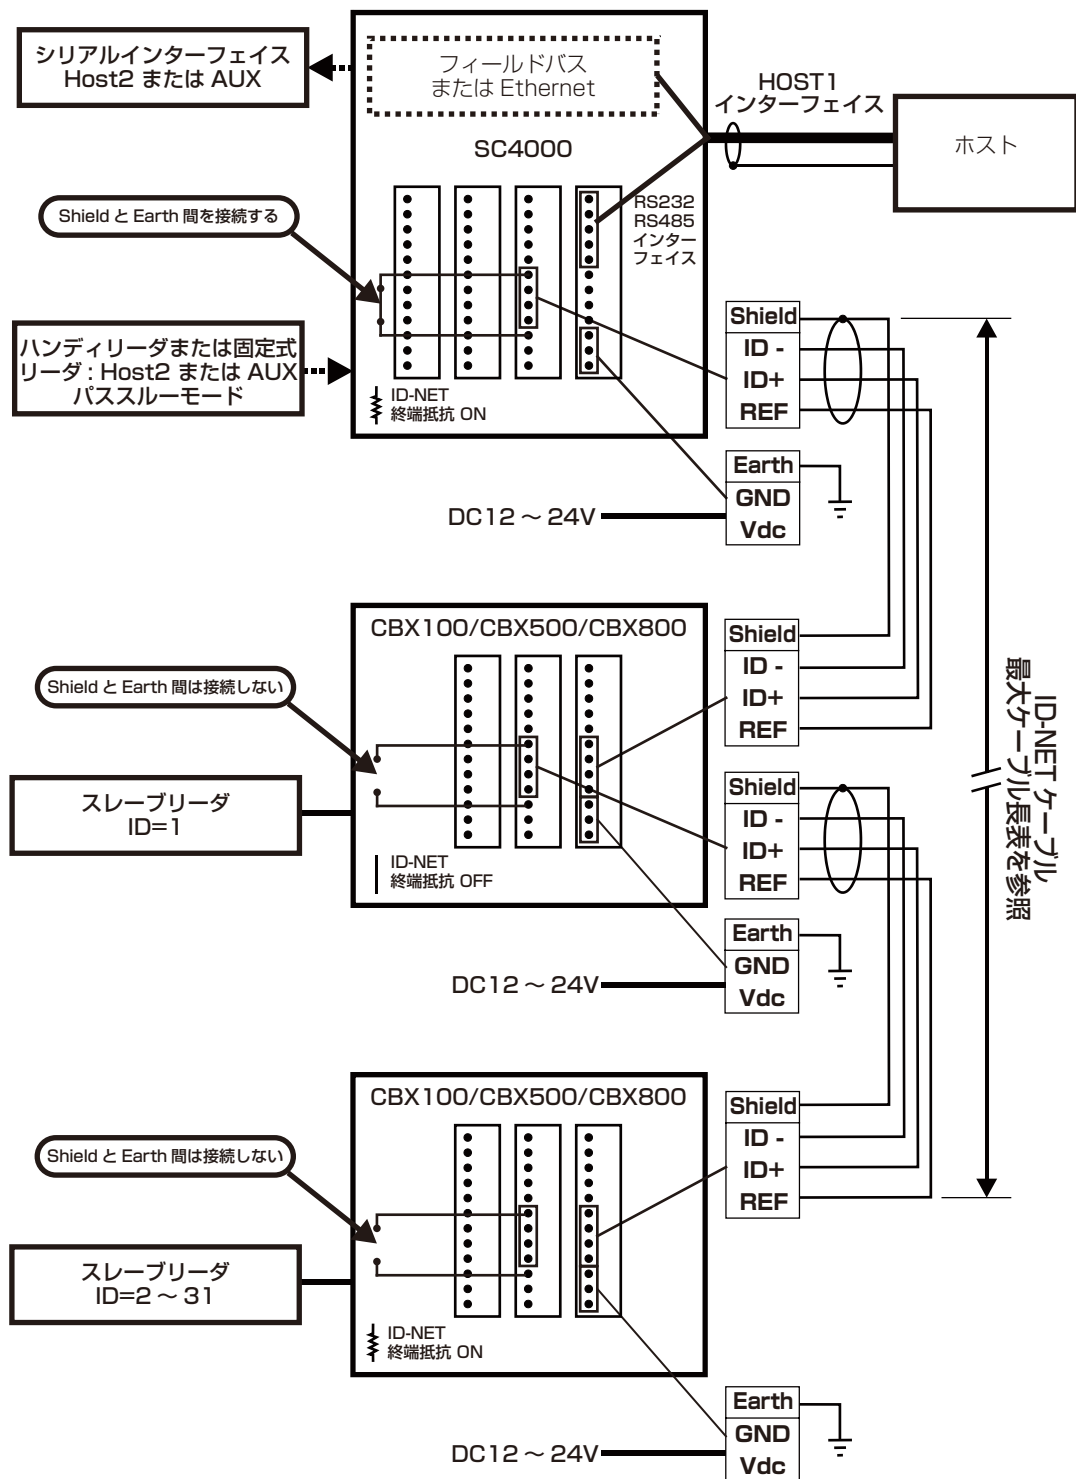 シリアルインターフェイス
Host2 または AUX
フィールドバス
または Ethernet
HOST1
インターフェイス
ホスト
SC4000
Shield と Earth 間を接続する
RS232
RS485
インター
フェイス
ハンディリーダまたは固定式
リーダ : Host2 または AUX
パススルーモード
ID-NET
終端抵抗 ON
Shield
ID -
ID+
REF
Earth
GND
Vdc
DC12 ～ 24V
CBX100/CBX500/CBX800
Shield と Earth 間は接続しない
スレーブリーダ
ID=1
ID-NET
終端抵抗 OFF
Shield
ID -
ID+
REF
Shield
ID -
ID+
REF
Earth
GND
Vdc
DC12 ～ 24V
ID-NET ケーブル
最大ケーブル長表を参照
CBX100/CBX500/CBX800
Shield と Earth 間は接続しない
スレーブリーダ
ID=2 ～ 31
ID-NET
終端抵抗 ON
Shield
ID -
ID+
REF
Earth
GND
Vdc
DC12 ～ 24V